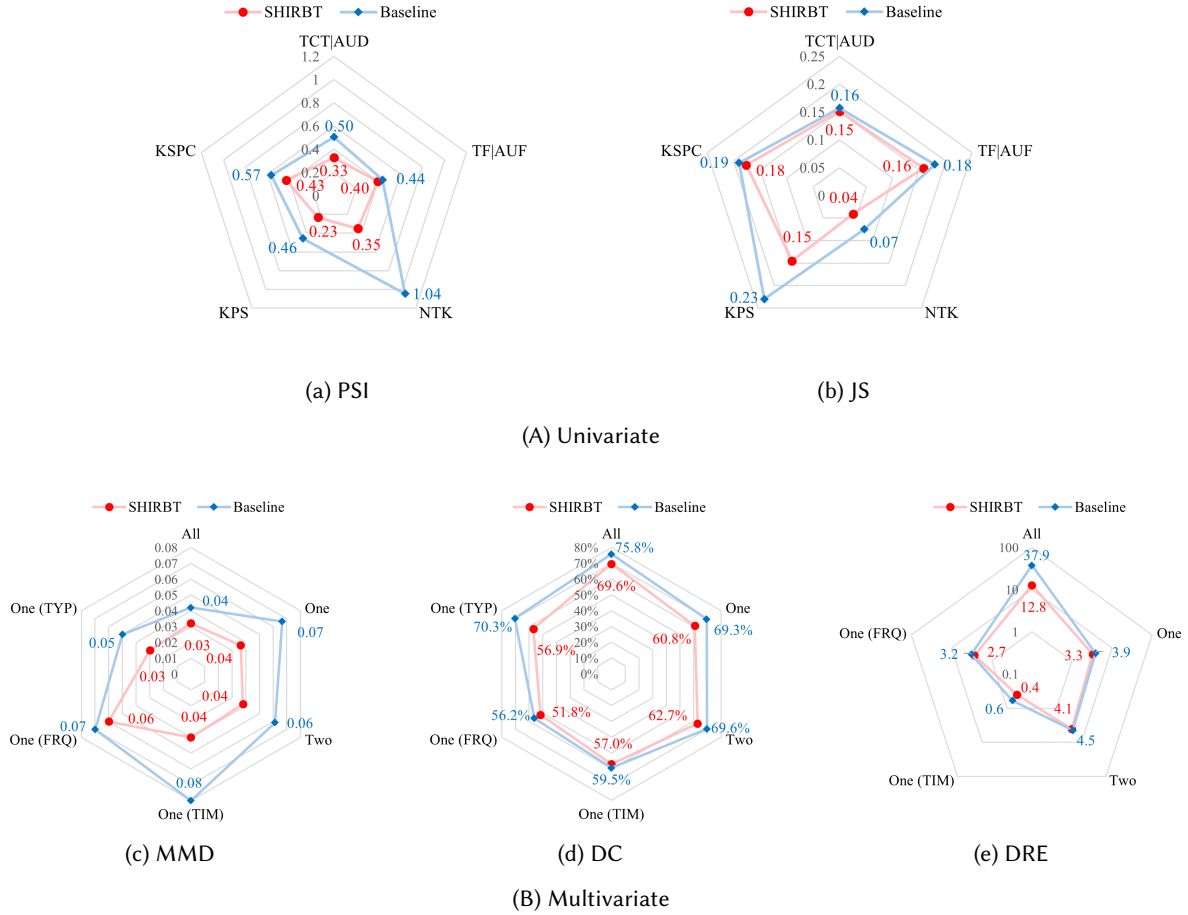 SHIRBT Baseline
TCT|AUD
1.2
1
0.8
0.6
0.4
0.2
0
TF|AUF
NTK
KPS
KSPC
0.50
0.44
1.04
0.46
0.57
0.33
0.40
0.35
0.23
0.43
(a) PSI
SHIRBT Baseline
TCT|AUD
0.25
0.2
0.15
0.1
0.05
0
TF|AUF
NTK
KPS
KSPC
0.16
0.18
0.07
0.23
0.19
0.15
0.16
0.04
0.15
0.18
(b) JS
(A) Univariate
SHIRBT Baseline
All
0.08
0.07
0.06
0.05
0.04
0.03
0.02
0.01
0
One
Two
One (TIM)
One (FRQ)
One (TYP)
0.04
0.07
0.06
0.08
0.07
0.05
0.03
0.04
0.04
0.04
0.06
0.03
(c) MMD
SHIRBT Baseline
All
80%
70%
60%
50%
40%
30%
20%
10%
0%
One
Two
One (TIM)
One (FRQ)
One (TYP)
75.8%
69.3%
69.6%
59.5%
56.2%
70.3%
69.6%
60.8%
62.7%
57.0%
51.8%
56.9%
(d) DC
SHIRBT Baseline
All
100
10
1
0.1
One
Two
One (TIM)
One (FRQ)
37.9
3.9
4.5
0.6
3.2
12.8
3.3
4.1
0.4
2.7
(e) DRE
(B) Multivariate